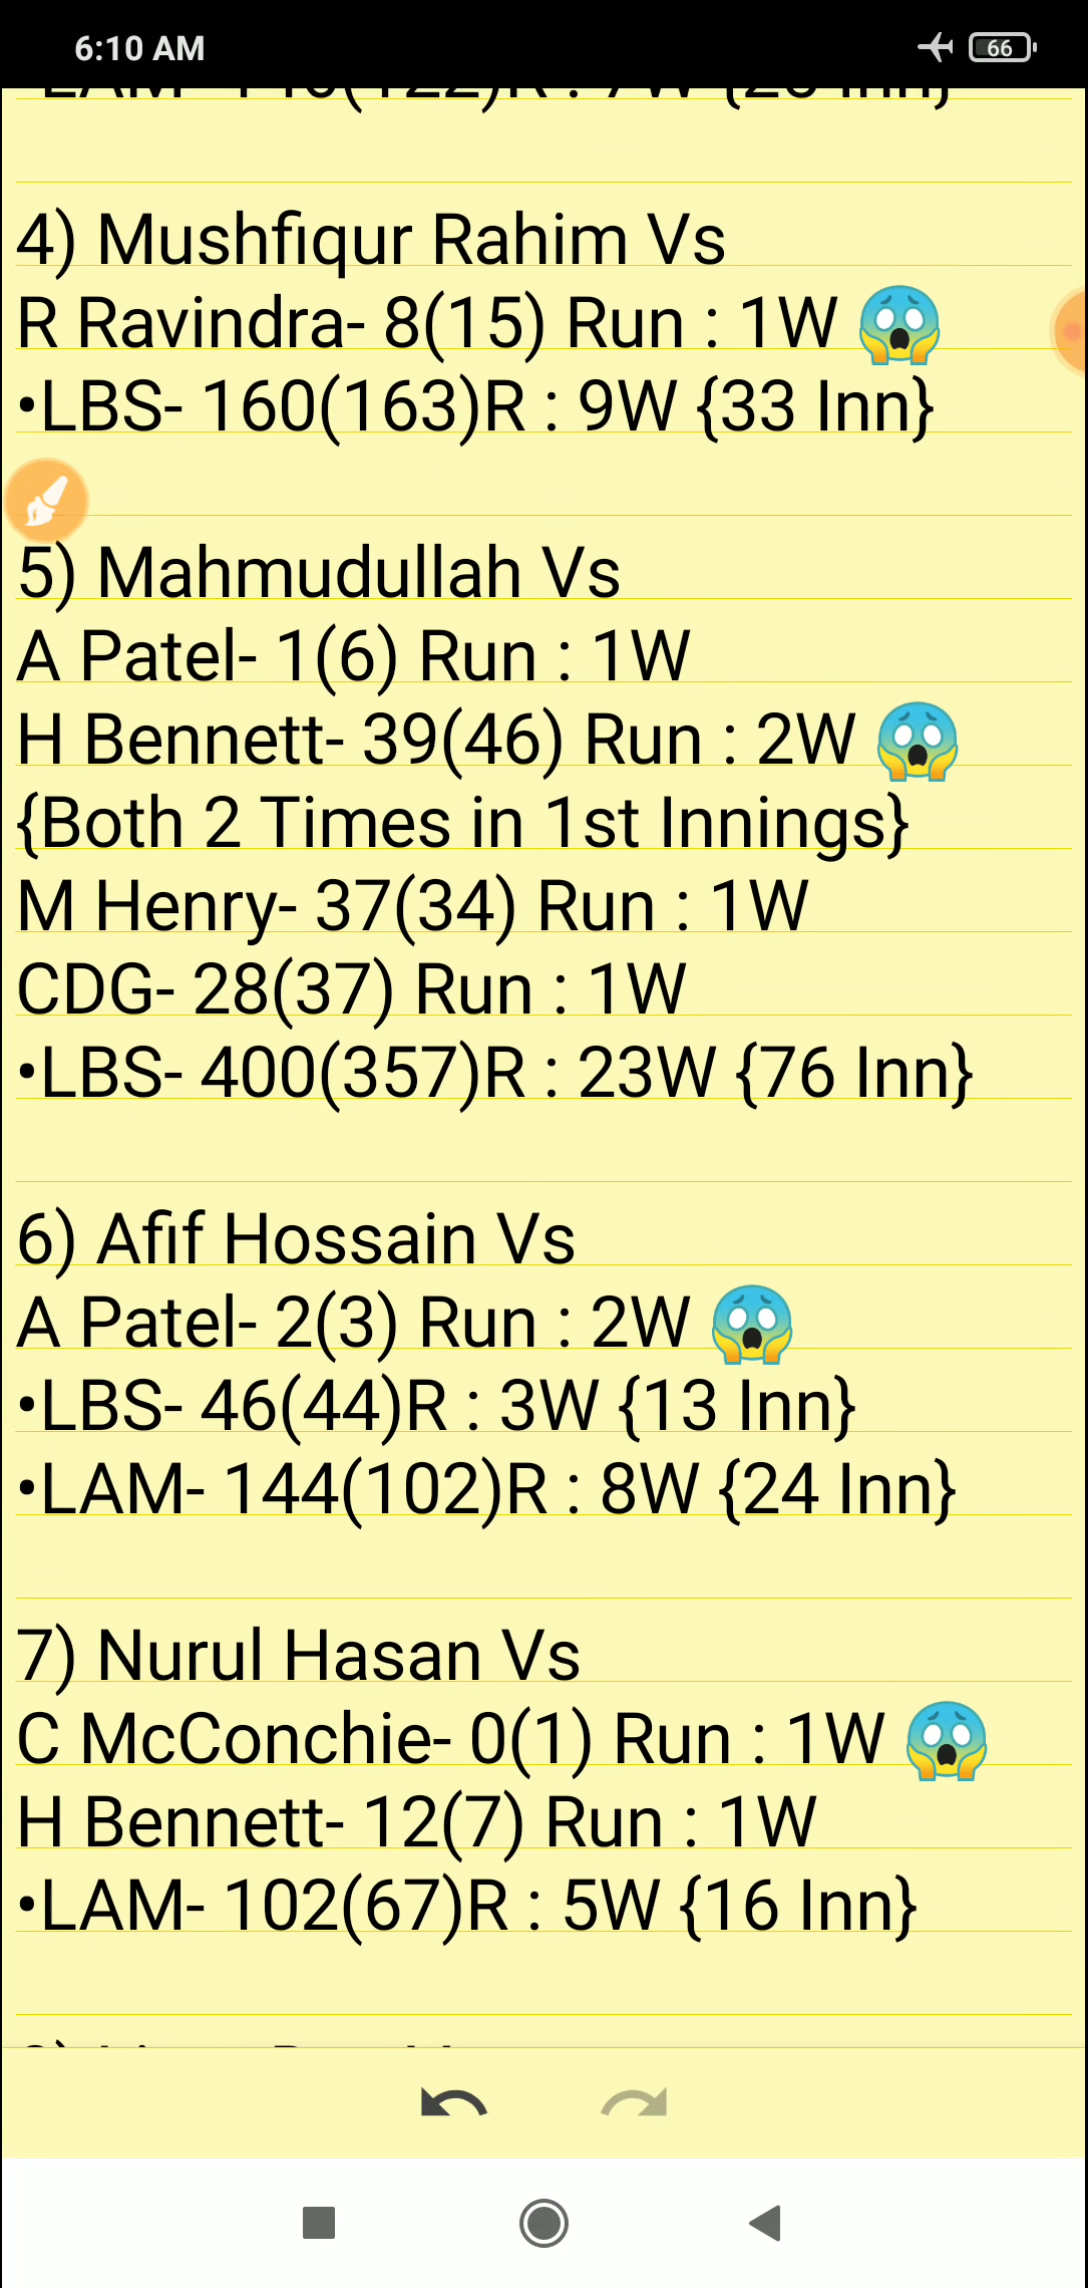 6:10 AM
66
4) Mushfiqur Rahim Vs
R Ravindra- 8(15) Run : 1W 😱
•LBS- 160(163)R : 9W {33 Inn}
5) Mahmudullah Vs
A Patel- 1(6) Run : 1W
H Bennett- 39(46) Run : 2W 😱
{Both 2 Times in 1st Innings}
M Henry- 37(34) Run : 1W
CDG- 28(37) Run : 1W
•LBS- 400(357)R : 23W {76 Inn}
6) Afif Hossain Vs
A Patel- 2(3) Run : 2W 😱
•LBS- 46(44)R : 3W {13 Inn}
•LAM- 144(102)R : 8W {24 Inn}
7) Nurul Hasan Vs
C McConchie- 0(1) Run : 1W 😱
H Bennett- 12(7) Run : 1W
•LAM- 102(67)R : 5W {16 Inn}